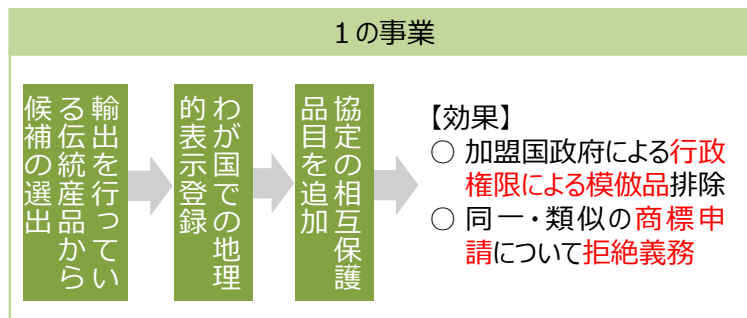 １の事業
輸出を行ってい
る伝統産品から
候補の選出
わが国での地理
的表示登録
協定の相互保護
品目を追加
【効果】
○ 加盟国政府による行政
権限による模倣品排除
○ 同一・類似の商標申
請について拒絶義務